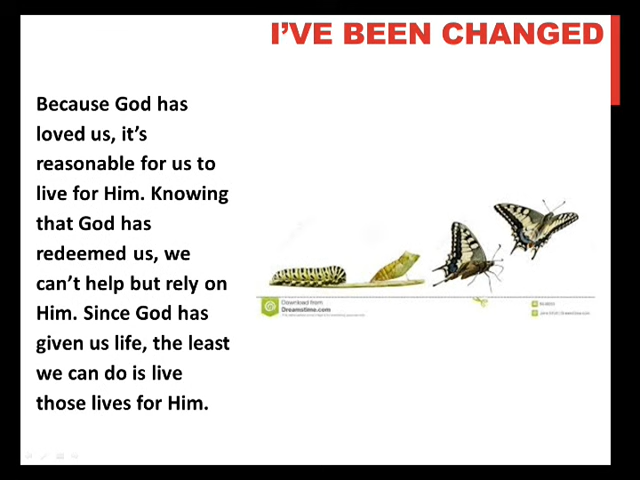 I'VE BEEN CHANGED
Because God has
loved us, it's
reasonable for us to
live for Him. Knowing
that God has
redeemed us, we
can't help but rely on
Him. Since God has
given us life, the least
we can do is live
those lives for Him.
Download from
Dreamstime.com